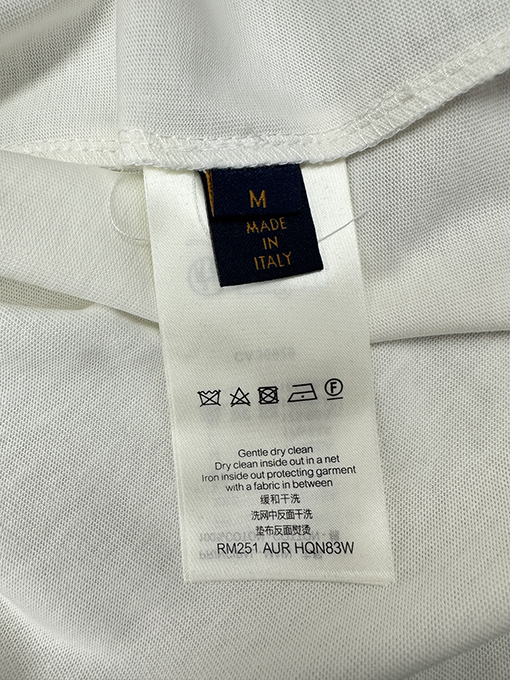 M
MADE
IN
ITALY
Gentle dry clean
Dry clean inside out in a net
Iron inside out protecting garment
with a fabric in between
缓和干洗
洗网中反面干洗
垫布反面熨烫
RM251 AUR HQN83W